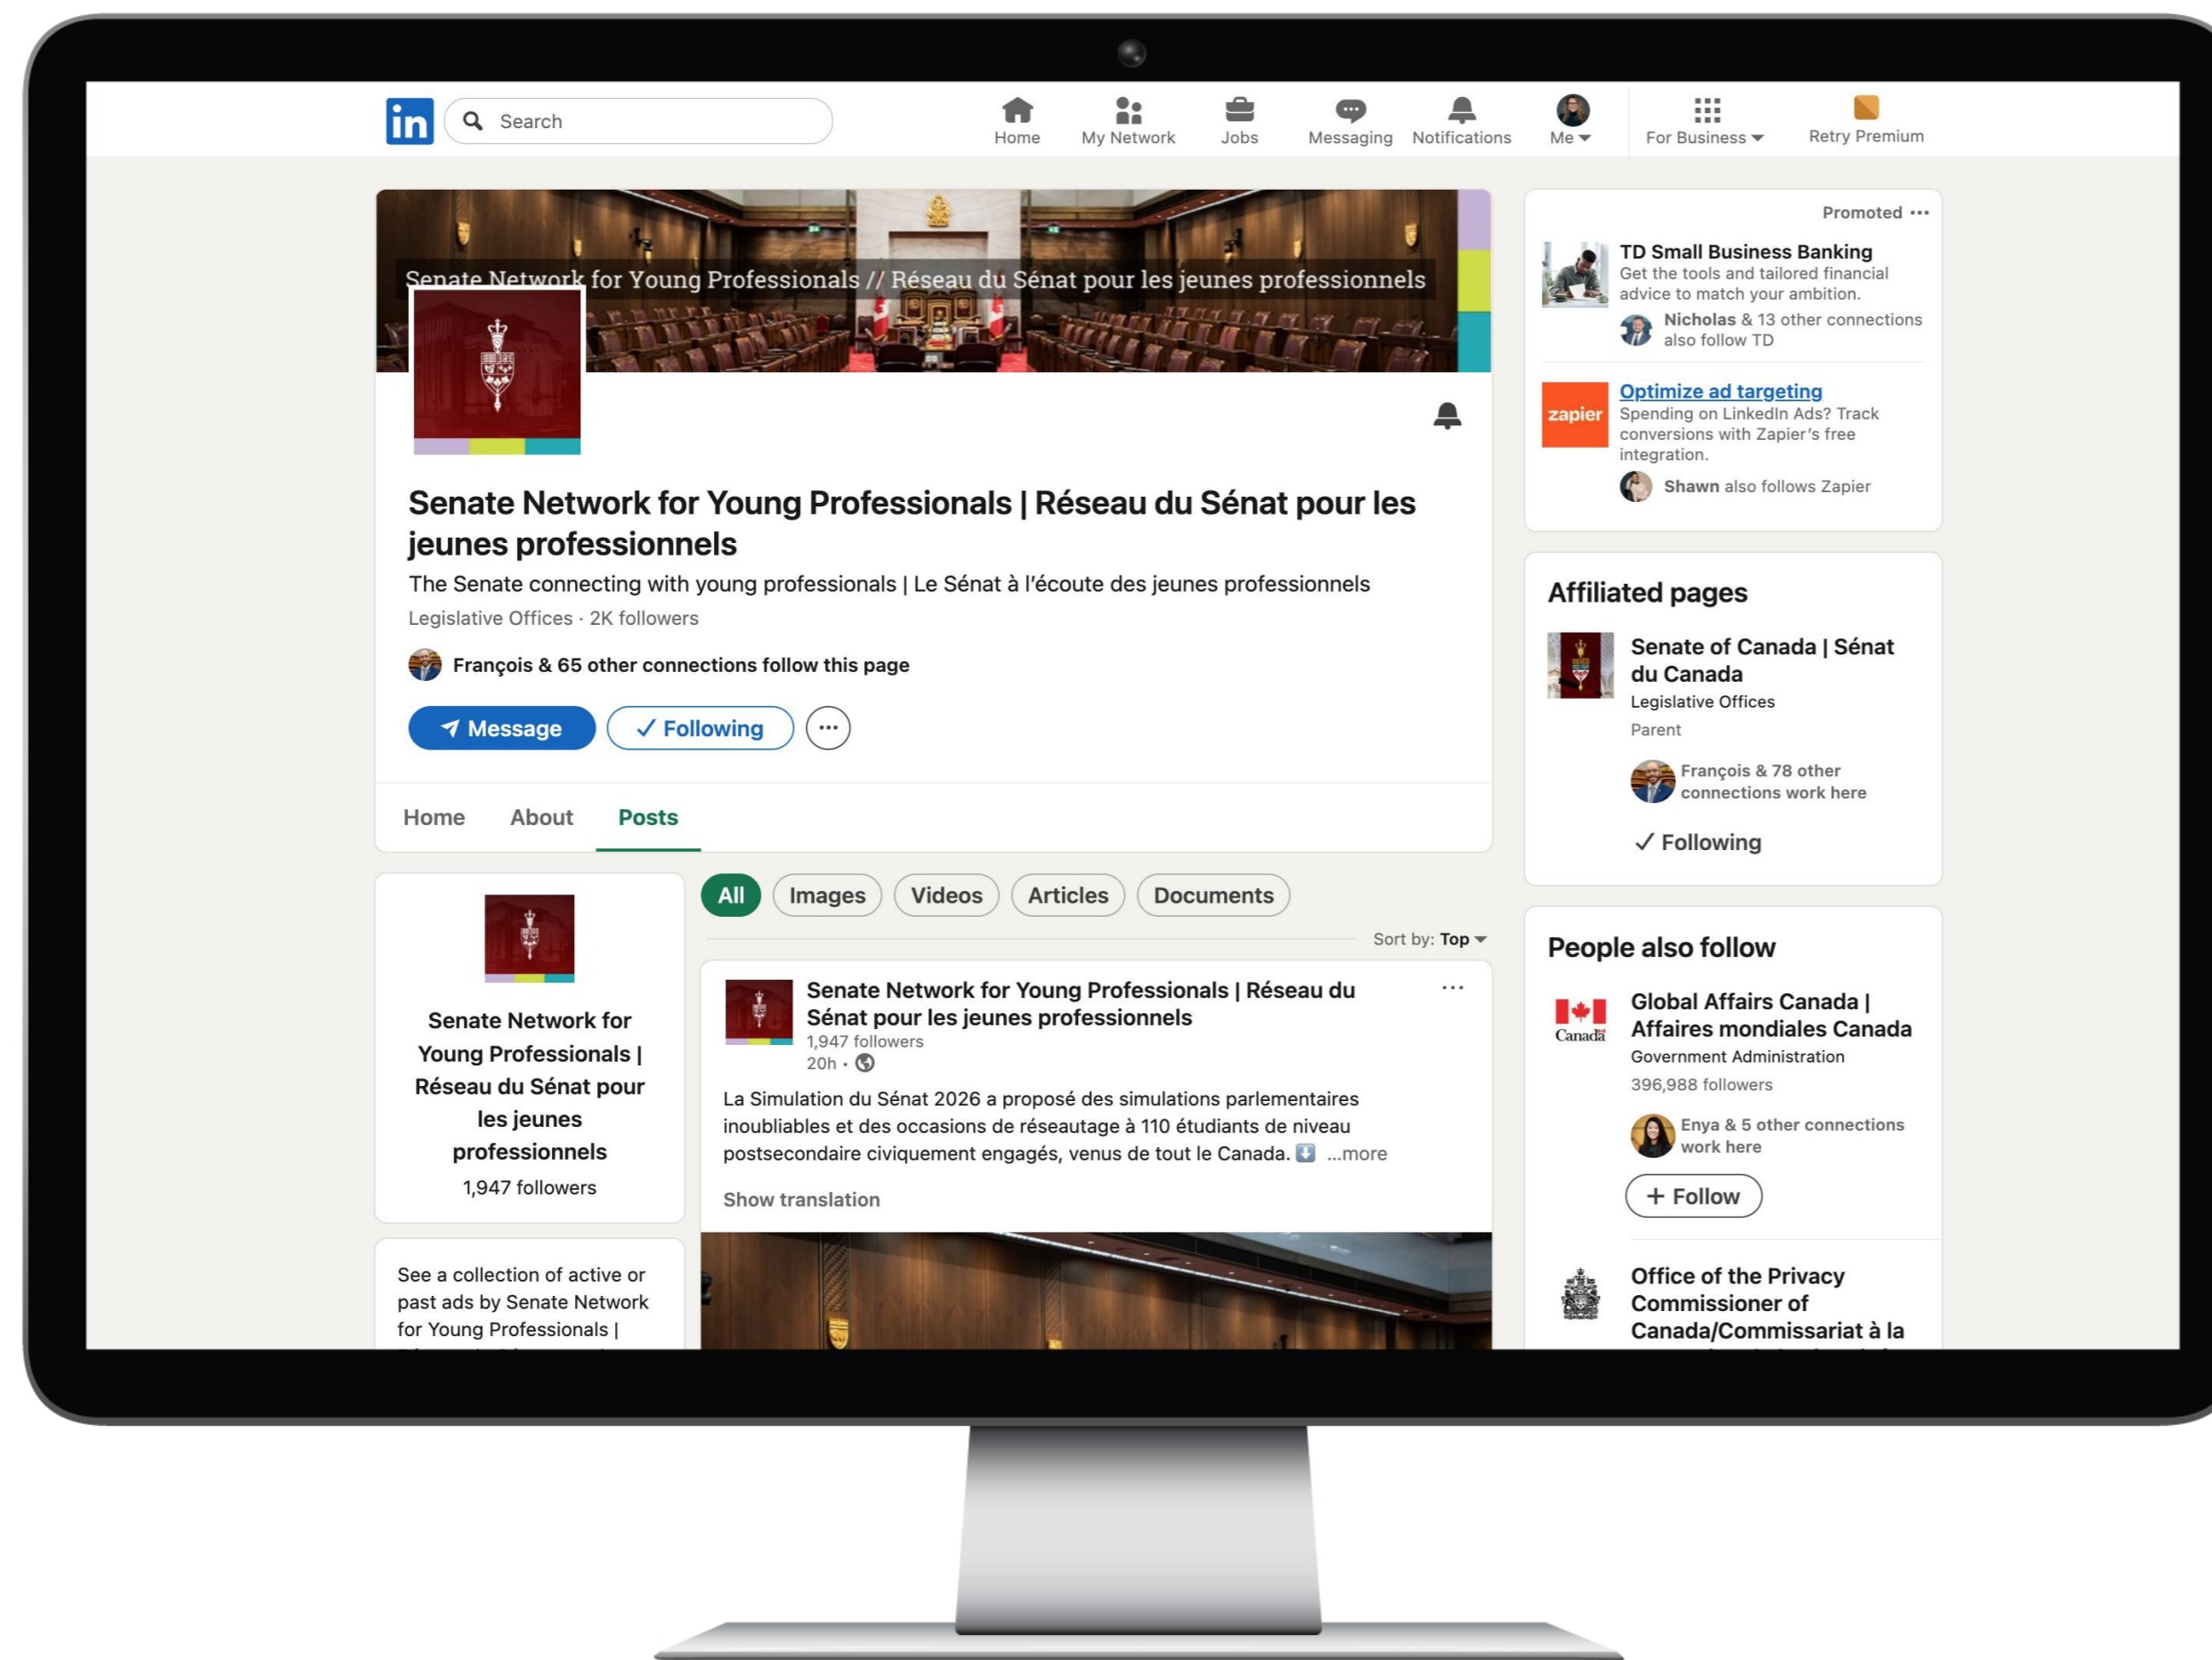 in
Search
Home
My Network
Jobs
Messaging
Notifications
Me
For Business
Retry Premium
Senate Network for Young Professionals // Réseau du Sénat pour les jeunes professionnels
Senate Network for Young Professionals | Réseau du Sénat pour les
jeunes professionnels
The Senate connecting with young professionals | Le Sénat à l'écoute des jeunes professionnels
Legislative Offices · 2K followers
François & 65 other connections follow this page
Message
✓ Following
...
Home
About
Posts
Senate Network for
Young Professionals |
Réseau du Sénat pour
les jeunes
professionnels
1,947 followers
See a collection of active or
past ads by Senate Network
for Young Professionals |
All
Images
Videos
Articles
Documents
Sort by: Top
Senate Network for Young Professionals | Réseau du
Sénat pour les jeunes professionnels
1,947 followers
20h •
La Simulation du Sénat 2026 a proposé des simulations parlementaires
inoubliables et des occasions de réseautage à 110 étudiants de niveau
postsecondaire civiquement engagés, venus de tout le Canada. ⬇️ ...more
Show translation
Promoted ...
TD Small Business Banking
Get the tools and tailored financial
advice to match your ambition.
Nicholas & 13 other connections
also follow TD
zapier
Optimize ad targeting
Spending on LinkedIn Ads? Track
conversions with Zapier's free
integration.
Shawn also follows Zapier
Affiliated pages
Senate of Canada | Sénat
du Canada
Legislative Offices
Parent
François & 78 other
connections work here
✓ Following
People also follow
Canada
Global Affairs Canada |
Affaires mondiales Canada
Government Administration
396,988 followers
Enya & 5 other connections
work here
+ Follow
Office of the Privacy
Commissioner of
Canada/Commissariat à la